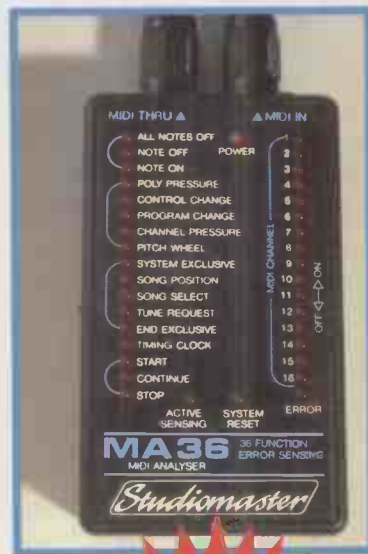 MIDI THRU ▲ ▲ MIDI IN
ALL NOTES OFF
NOTE OFF
NOTE ON
POLY PRESSURE
CONTROL CHANGE
PROGRAM CHANGE
CHANNEL PRESSURE
PITCH WHEEL
SYSTEM EXCLUSIVE
SONG POSITION
SONG SELECT
TUNE REQUEST
END EXCLUSIVE
TIMING CLOCK
START
CONTINUE
STOP
POWER
MIDI CHANNEL
1
2
3
4
5
6
7
8
9
10
11
12
13
14
15
16
OFF ◁–▷ ON
ACTIVE
SENSING
SYSTEM
RESET
ERROR
MA36
36 FUNCTION
ERROR SENSING
MIDI ANALYSER
Studiomaster